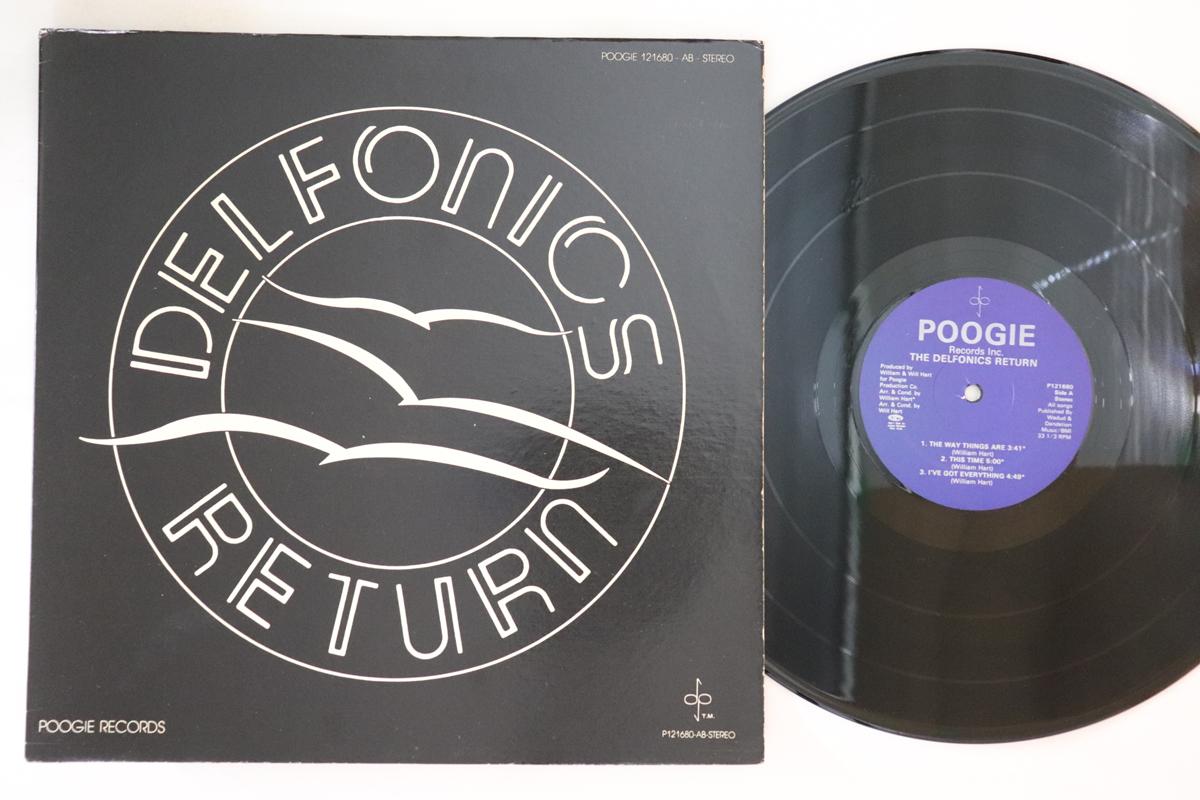 POOGIE 121680 - AB - STEREO
DELFONICS
RETURN
POOGIE RECORDS
T.M.
P121680-AB-STEREO
POOGIE
Records Inc.
THE DELFONICS RETURN
Produced by
William & Will Hart
for Poogie
Production Co.
Arr. & Cond. by
William Hart*
Arr. & Cond. by
Will Hart
P121680
Side A
Stereo
All songs
Published By
Wadud &
Dandelion
Music/BMI
33 1/3 RPM
1. THE WAY THINGS ARE 3:41*
(William Hart)
2. THIS TIME 5:00*
(William Hart)
3. I'VE GOT EVERYTHING 4:49*
(William Hart)